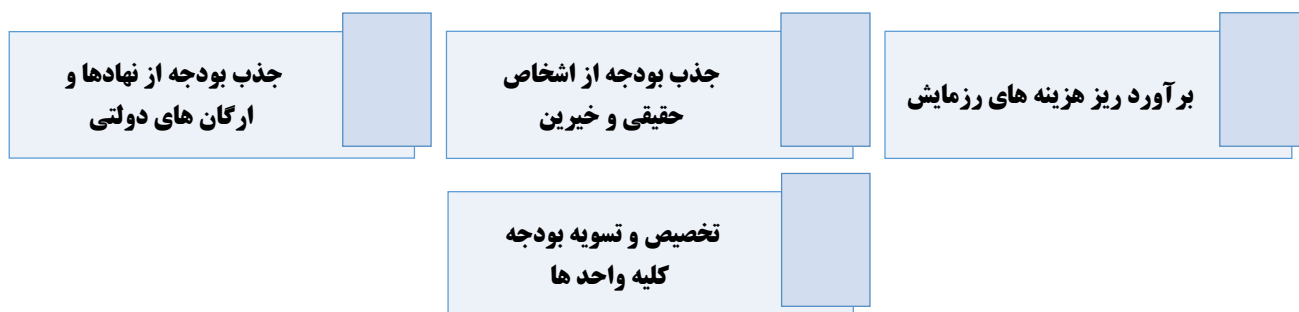 برآورد ریز هزینه های رزمایش
جذب بودجه از اشخاص
حقیقی و خیرین
جذب بودجه از نهادها و
ارگان های دولتی
تخصیص و تسویه بودجه
کلیه واحد ها